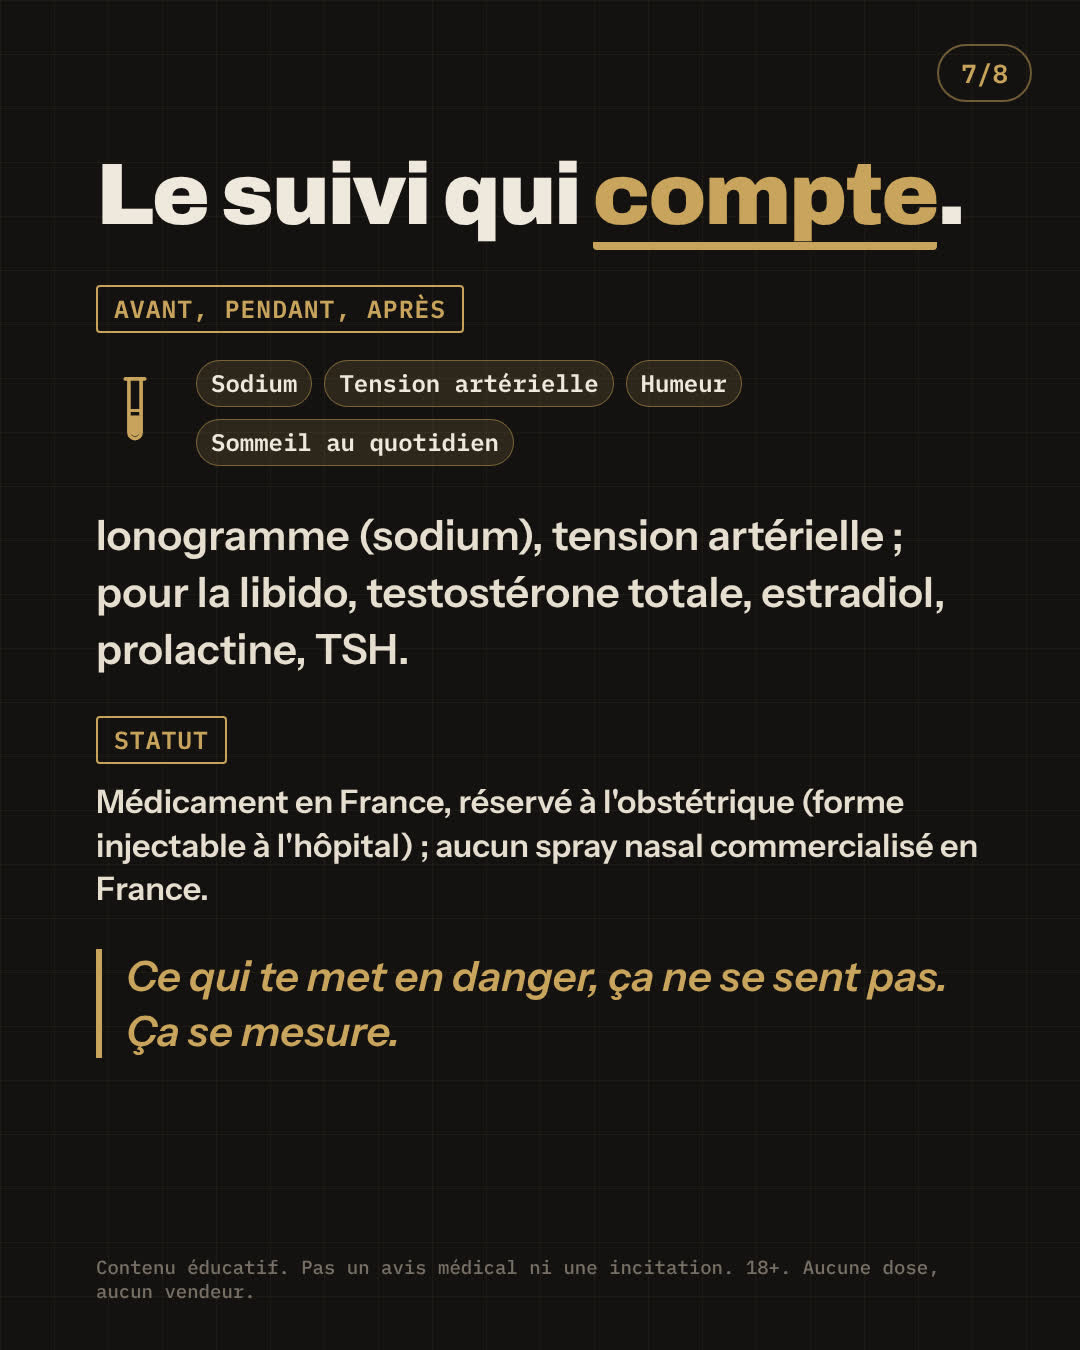 7/8
Le suivi qui compte.
AVANT, PENDANT, APRÈS
Sodium Tension artérielle Humeur
Sommeil au quotidien
Ionogramme (sodium), tension artérielle ;
pour la libido, testostérone totale, estradiol,
prolactine, TSH.
STATUT
Médicament en France, réservé à l'obstétrique (forme
injectable à l'hôpital) ; aucun spray nasal commercialisé en
France.
Ce qui te met en danger, ça ne se sent pas.
Ça se mesure.
Contenu éducatif. Pas un avis médical ni une incitation. 18+. Aucune dose,
aucun vendeur.